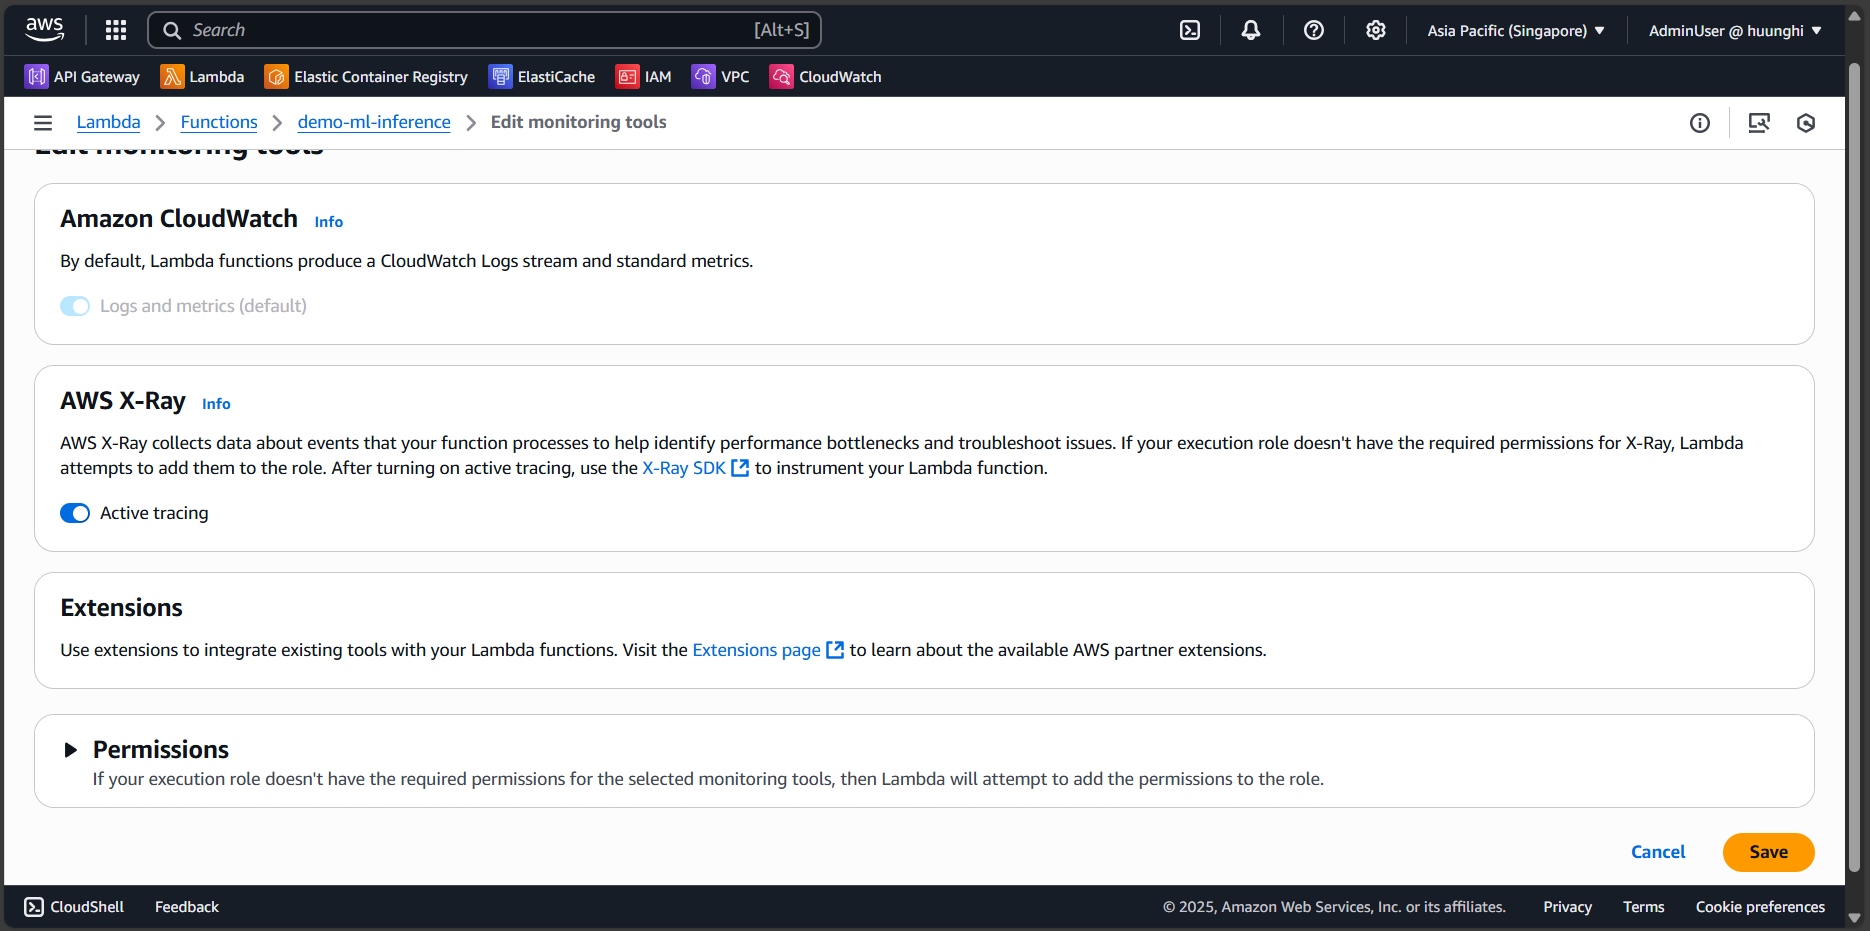 aws
Search [Alt+S]
Asia Pacific (Singapore) ▼
AdminUser @ huunghi ▼
API Gateway
Lambda
Elastic Container Registry
ElastiCache
IAM
VPC
CloudWatch
Lambda > Functions > demo-ml-inference > Edit monitoring tools
Edit monitoring tools
Amazon CloudWatch Info
By default, Lambda functions produce a CloudWatch Logs stream and standard metrics.
Logs and metrics (default)
AWS X-Ray Info
AWS X-Ray collects data about events that your function processes to help identify performance bottlenecks and troubleshoot issues. If your execution role doesn't have the required permissions for X-Ray, Lambda
attempts to add them to the role. After turning on active tracing, use the X-Ray SDK to instrument your Lambda function.
Active tracing
Extensions
Use extensions to integrate existing tools with your Lambda functions. Visit the Extensions page to learn about the available AWS partner extensions.
Permissions
If your execution role doesn't have the required permissions for the selected monitoring tools, then Lambda will attempt to add the permissions to the role.
Cancel
Save
CloudShell
Feedback
© 2025, Amazon Web Services, Inc. or its affiliates.
Privacy
Terms
Cookie preferences